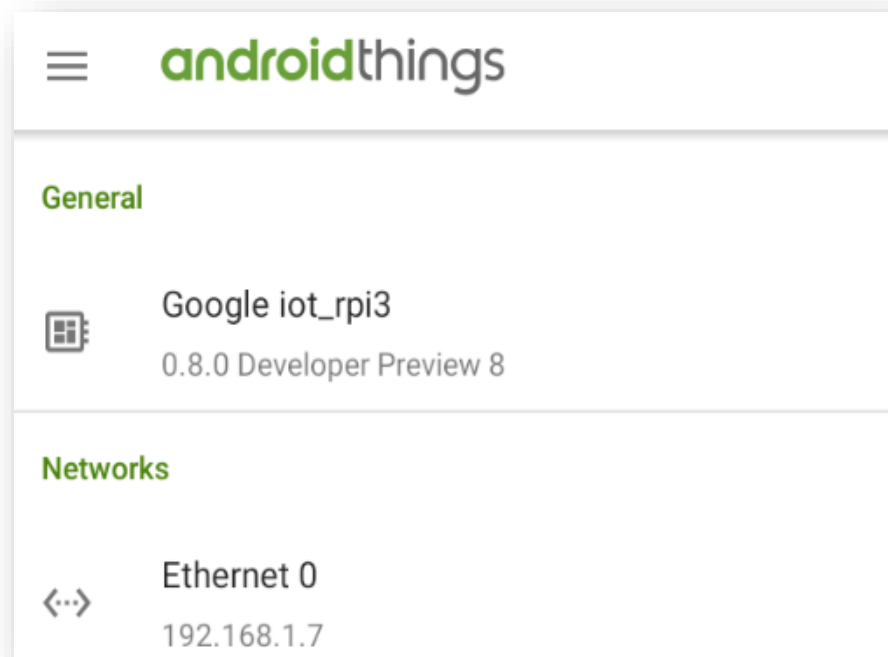 androidthings
General
Google iot_rpi3
0.8.0 Developer Preview 8
Networks
Ethernet 0
192.168.1.7